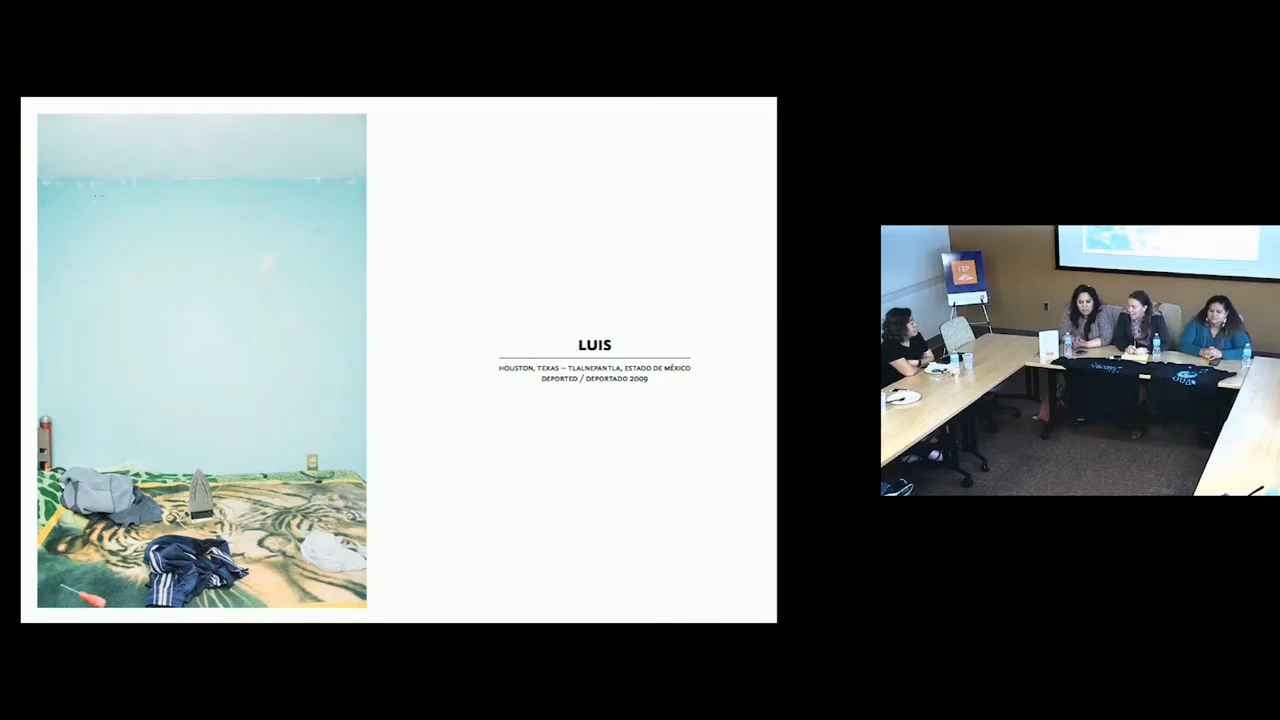 LUIS
HOUSTON, TEXAS – TLALNEPANTLA, ESTADO DE MÉXICO
DEPORTED / DEPORTADO 2009